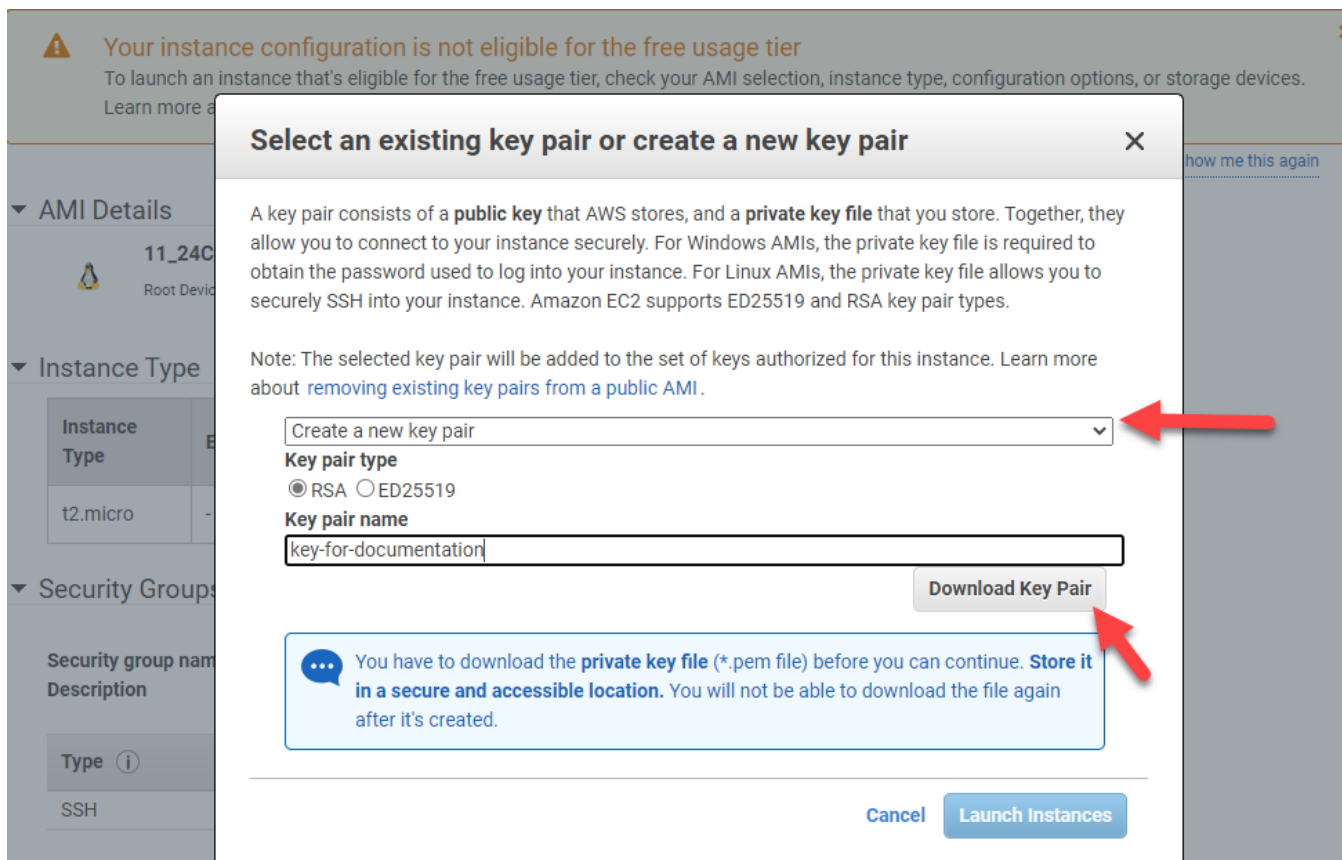 Your instance configuration is not eligible for the free usage tier
To launch an instance that's eligible for the free usage tier, check your AMI selection, instance type, configuration options, or storage devices.
Learn more a
Select an existing key pair or create a new key pair
how me this again
AMI Details
11_24C
Root Devic
A key pair consists of a public key that AWS stores, and a private key file that you store. Together, they
allow you to connect to your instance securely. For Windows AMIs, the private key file is required to
obtain the password used to log into your instance. For Linux AMIs, the private key file allows you to
securely SSH into your instance. Amazon EC2 supports ED25519 and RSA key pair types.
Note: The selected key pair will be added to the set of keys authorized for this instance. Learn more
about removing existing key pairs from a public AMI .
Instance Type
Instance
Type
E
t2.micro
-
Create a new key pair
Key pair type
RSA ED25519
Key pair name
key-for-documentation
Download Key Pair
Security Groups
Security group nam
Description
Type i
SSH
You have to download the private key file (*.pem file) before you can continue. Store it
in a secure and accessible location. You will not be able to download the file again
after it's created.
Cancel Launch Instances